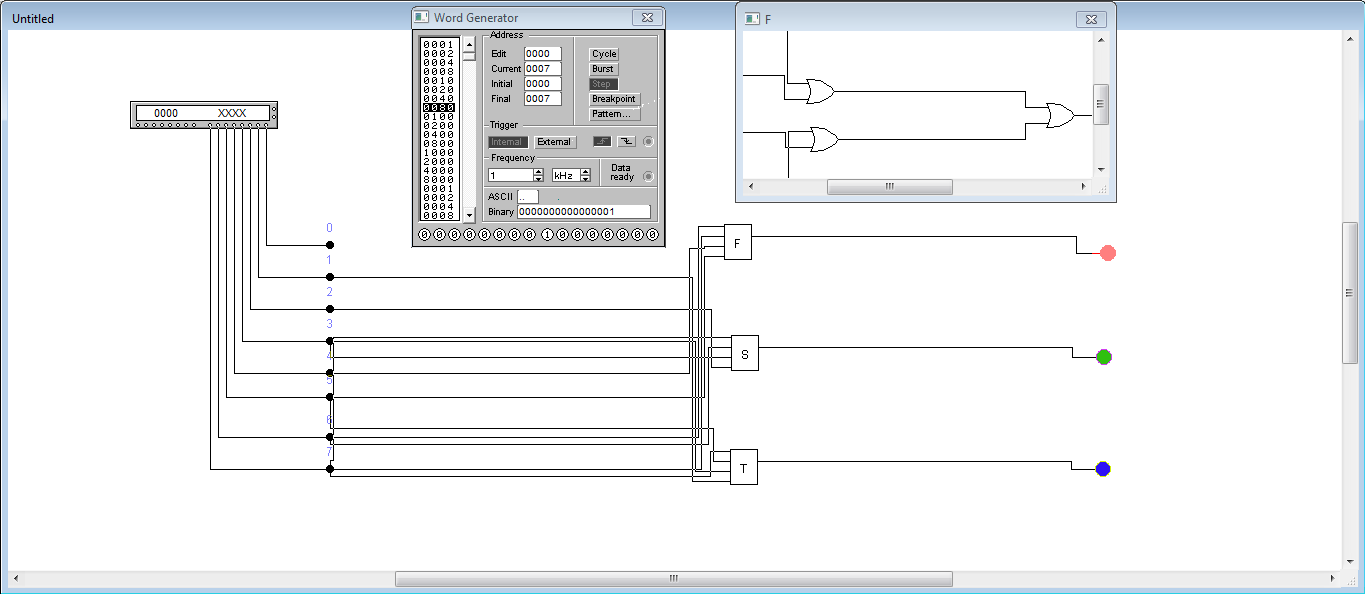 Untitled
Word Generator
F
Address
0001
0002
0004
0008
0010
0020
0040
0080
0100
0200
0400
0800
1000
2000
4000
8000
0001
0002
0004
0008
Edit 0000
Current 0007
Initial 0000
Final 0007
Cycle
Burst
Step
Breakpoint
Pattern...
Trigger
Internal External
Frequency
1 kHz
Data
ready
ASCII ..
Binary 0000000000000001
0 0 0 0 0 0 0 0 1 0 0 0 0 0 0 0
0000 XXXX
0
1
2
3
4
5
6
7
F
S
T